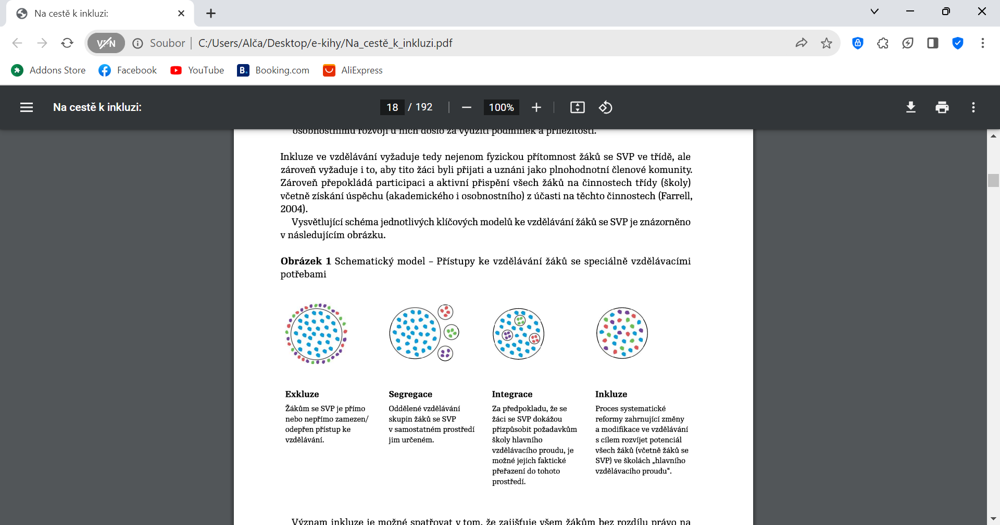 Na cestě k inkluzi:
VPN
Soubor
C:/Users/Alča/Desktop/e-kihy/Na_cestě_k_inkluzi.pdf
Addons Store
Facebook
YouTube
B. Booking.com
AliExpress
Na cestě k inkluzi:
18 / 192
100%
osobnostnímu rozvoji u nich došlo za využití podmínek a příležitostí.
Inkluze ve vzdělávání vyžaduje tedy nejenom fyzickou přítomnost žáků se SVP ve třídě, ale
zároveň vyžaduje i to, aby tito žáci byli přijati a uznáni jako plnohodnotní členové komunity.
Zároveň přepokládá participaci a aktivní přispění všech žáků na činnostech třídy (školy)
včetně získání úspěchu (akademického i osobnostního) z účasti na těchto činnostech (Farrell,
2004).
Vysvětlující schéma jednotlivých klíčových modelů ke vzdělávání žáků se SVP je znázorněno
v následujícím obrázku.
Obrázek 1 Schematický model – Přístupy ke vzdělávání žáků se speciálně vzdělávacími
potřebami
Exkluze
Žákům se SVP je přímo
nebo nepřímo zamezen/
odepřen přístup ke
vzdělávání.
Segregace
Oddělené vzdělávání
skupin žáků se SVP
v samostatném prostředí
jim určeném.
Integrace
Za předpokladu, že se
žáci se SVP dokážou
přizpůsobit požadavkům
školy hlavního
vzdělávacího proudu, je
možné jejich faktické
přeřazení do tohoto
prostředí.
Inkluze
Proces systematické
reformy zahrnující změny
a modifikace ve vzdělávání
s cílem rozvíjet potenciál
všech žáků (včetně žáků se
SVP) ve školách „hlavního
vzdělávacího proudu“.
Význam inkluze je možné spatřovat v tom, že zajišťuje všem žákům bez rozdílu právo na